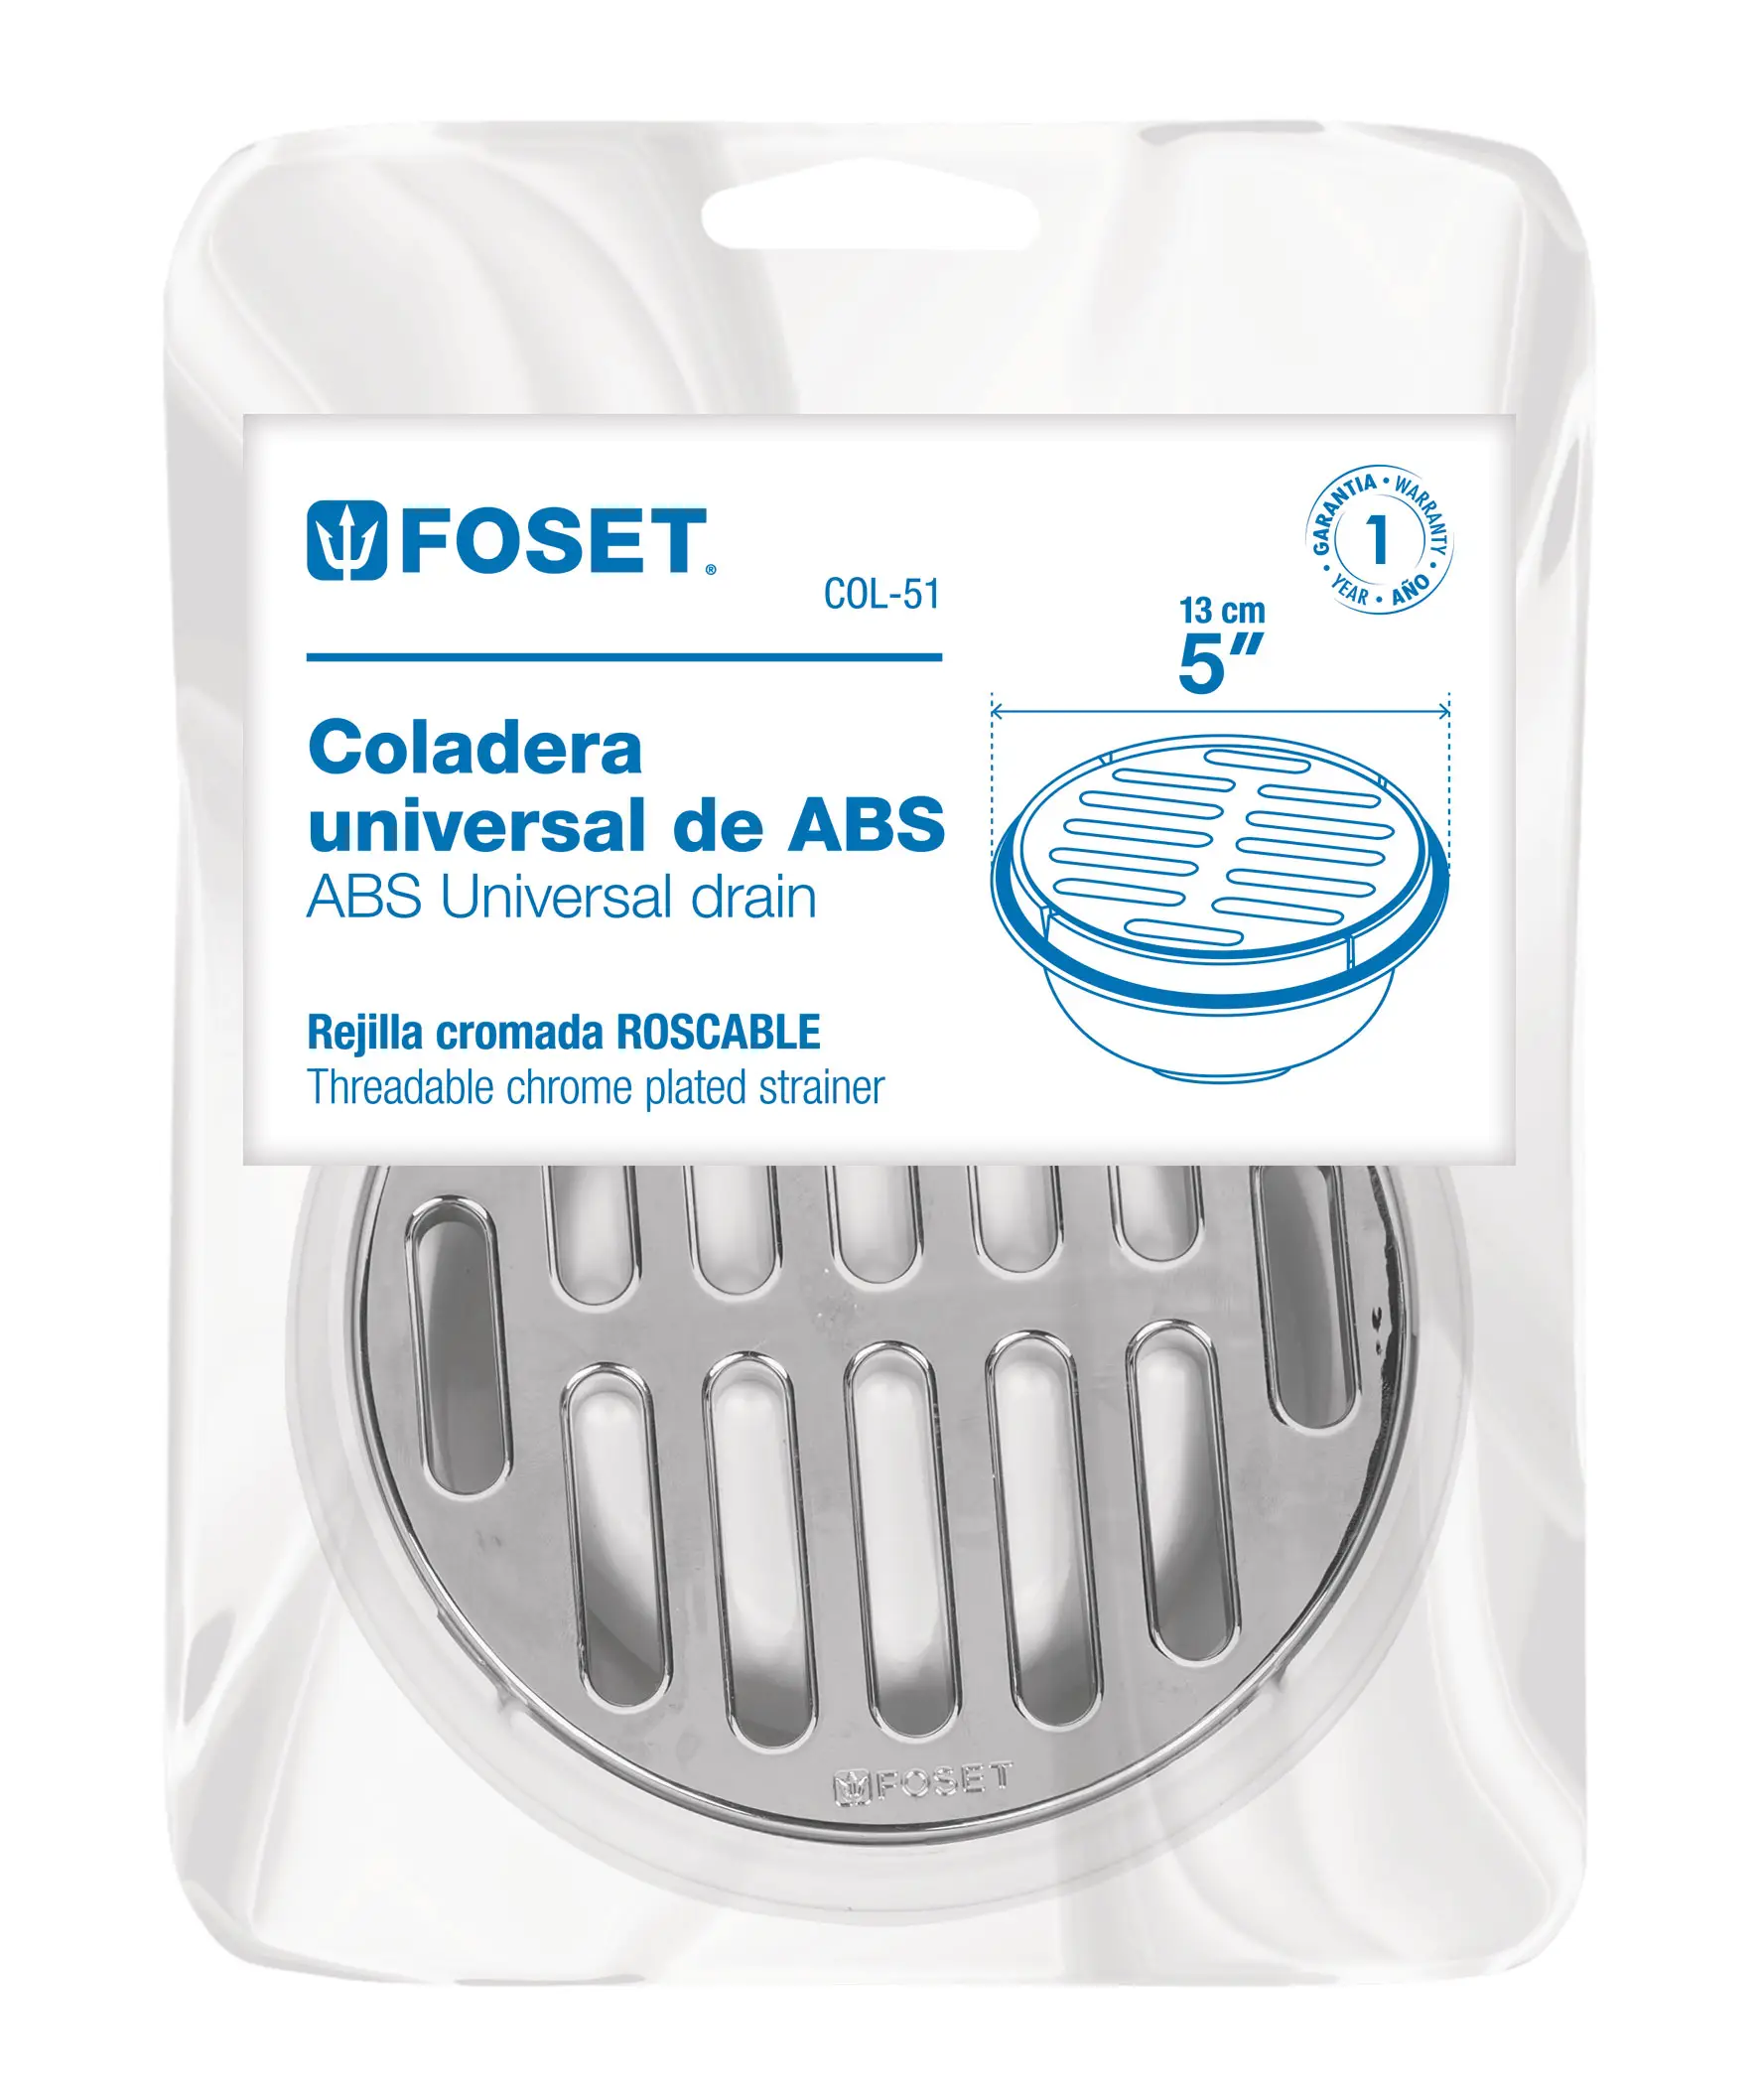 FOSET®
COL-51
GARANTIA • WARRANTY • AÑO • YEAR •
1
13 cm
5"
Coladera
universal de ABS
ABS Universal drain
Rejilla cromada ROSCABLE
Threadable chrome plated strainer
FOSET